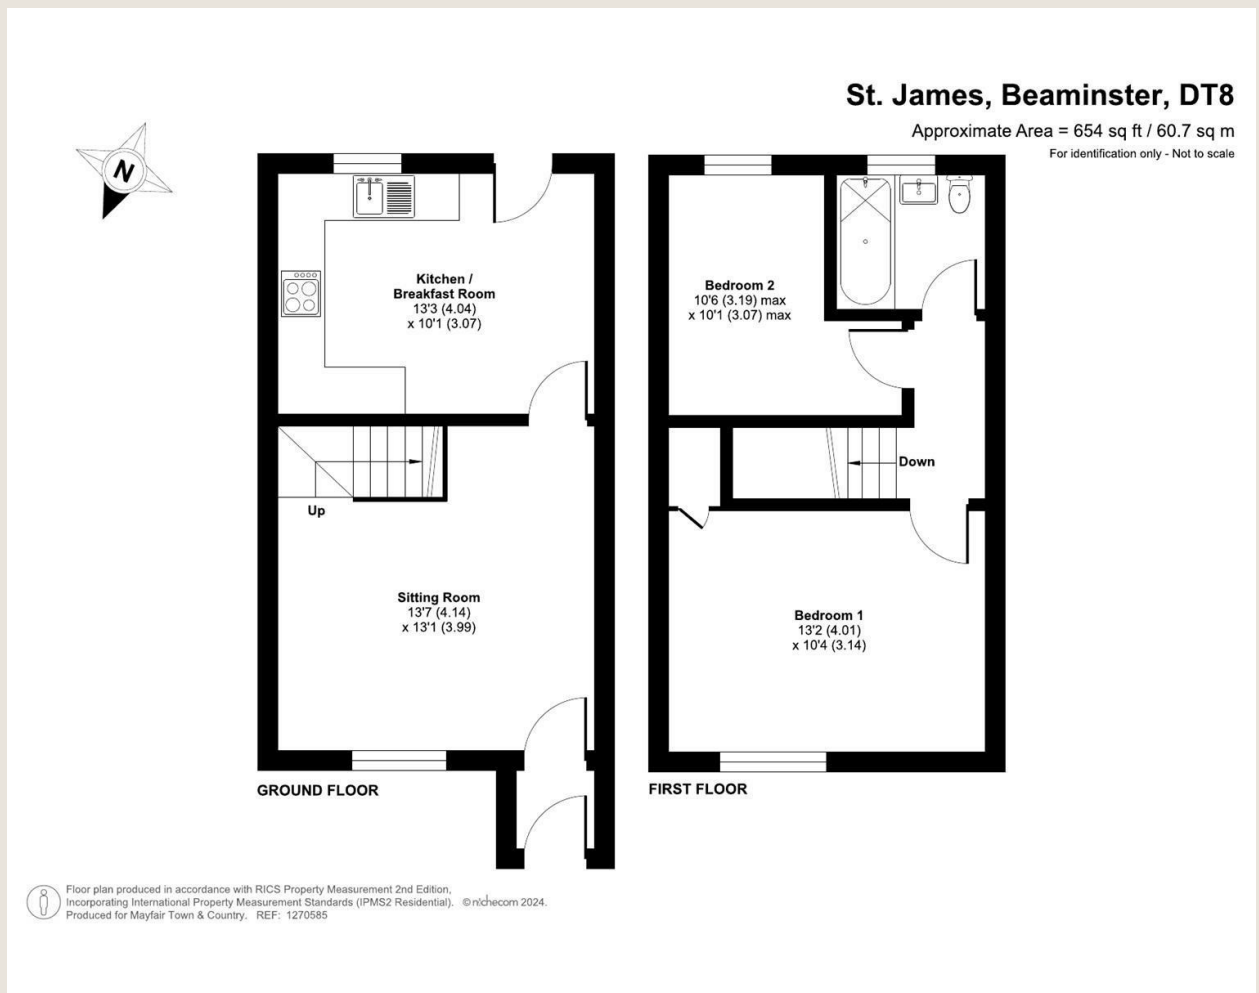 St. James, Beaminster, DT8
Approximate Area = 654 sq ft / 60.7 sq m
For identification only - Not to scale
N
Kitchen /
Breakfast Room
13'3 (4.04)
x 10'1 (3.07)
Up
Sitting Room
13'7 (4.14)
x 13'1 (3.99)
GROUND FLOOR
Bedroom 2
10'6 (3.19) max
x 10'1 (3.07) max
Down
Bedroom 1
13'2 (4.01)
x 10'4 (3.14)
FIRST FLOOR
Floor plan produced in accordance with RICS Property Measurement 2nd Edition,
Incorporating International Property Measurement Standards (IPMS2 Residential). © n!checom 2024.
Produced for Mayfair Town & Country. REF: 1270585